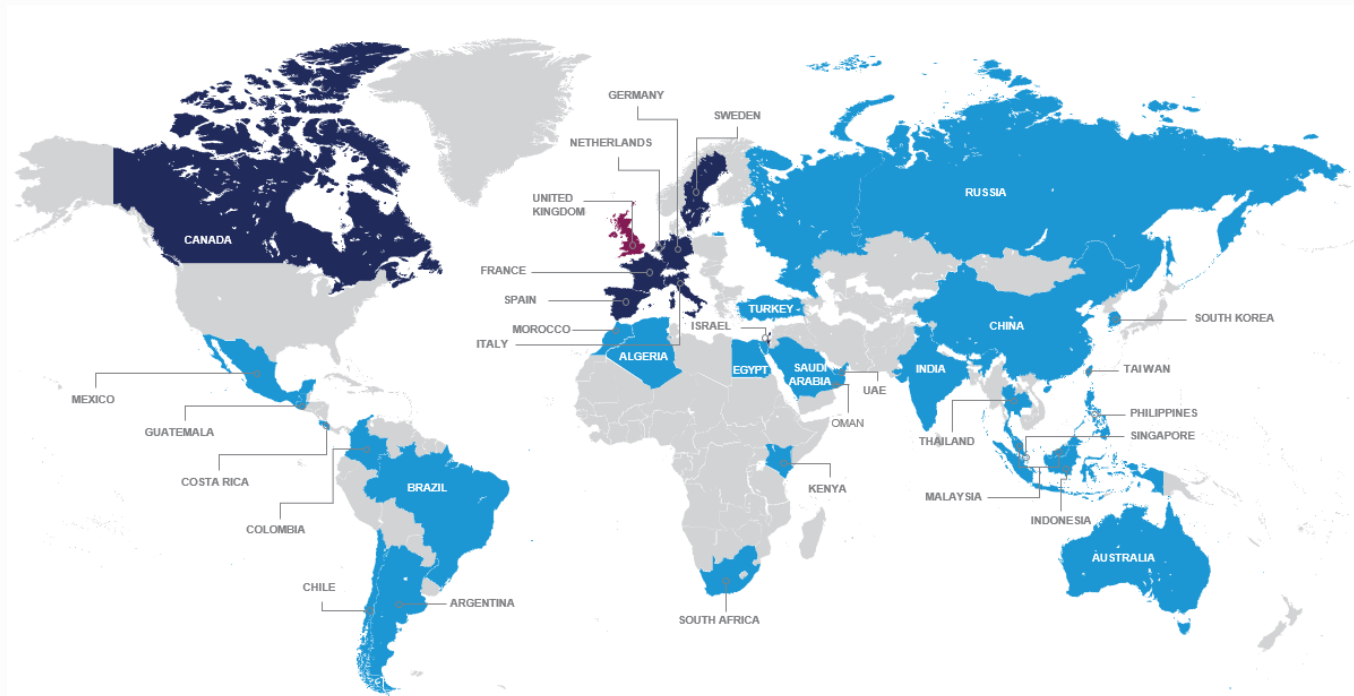 GERMANY
SWEDEN
NETHERLANDS
RUSSIA
UNITED
KINGDOM
CANADA
FRANCE
SPAIN
TURKEY
ISRAEL
CHINA
SOUTH KOREA
MOROCCO
ITALY
ALGERIA
EGYPT
SAUDI
ARABIA
UAE
INDIA
TAIWAN
MEXICO
OMAN
PHILIPPINES
GUATEMALA
THAILAND
SINGAPORE
COSTA RICA
BRAZIL
KENYA
MALAYSIA
COLOMBIA
INDONESIA
AUSTRALIA
CHILE
ARGENTINA
SOUTH AFRICA